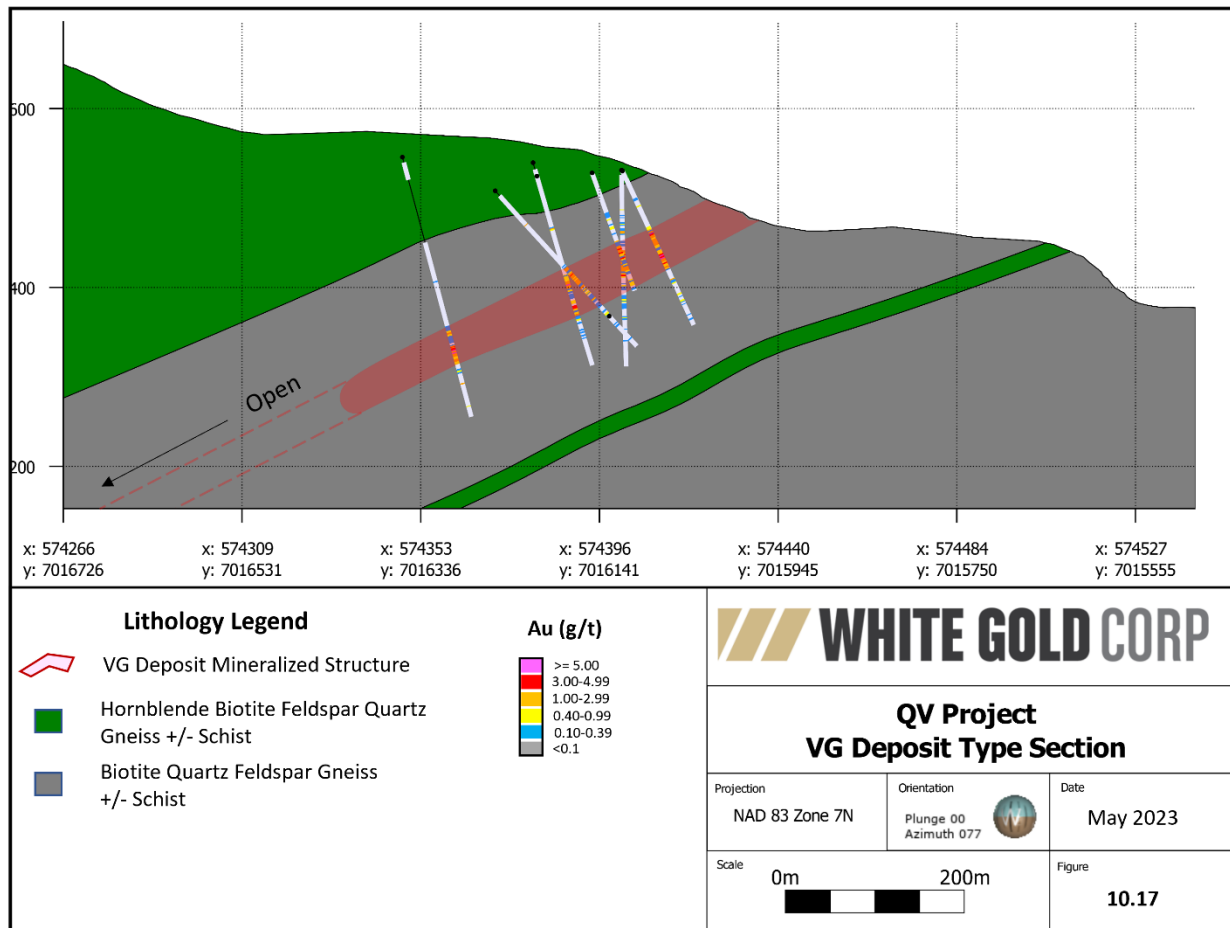 600
400
200
Open
x: 574266
y: 7016726
x: 574309
y: 7016531
x: 574353
y: 7016336
x: 574396
y: 7016141
x: 574440
y: 7015945
x: 574484
y: 7015750
x: 574527
y: 7015555
Lithology Legend
VG Deposit Mineralized Structure
Hornblende Biotite Feldspar Quartz
Gneiss +/- Schist
Biotite Quartz Feldspar Gneiss
+/- Schist
Au (g/t)
>= 5.00
3.00-4.99
1.00-2.99
0.40-0.99
0.10-0.39
<0.1
WHITE GOLD CORP
QV Project
VG Deposit Type Section
Projection
NAD 83 Zone 7N
Orientation
Plunge 00
Azimuth 077
Date
May 2023
Scale
0m 200m
Figure
10.17